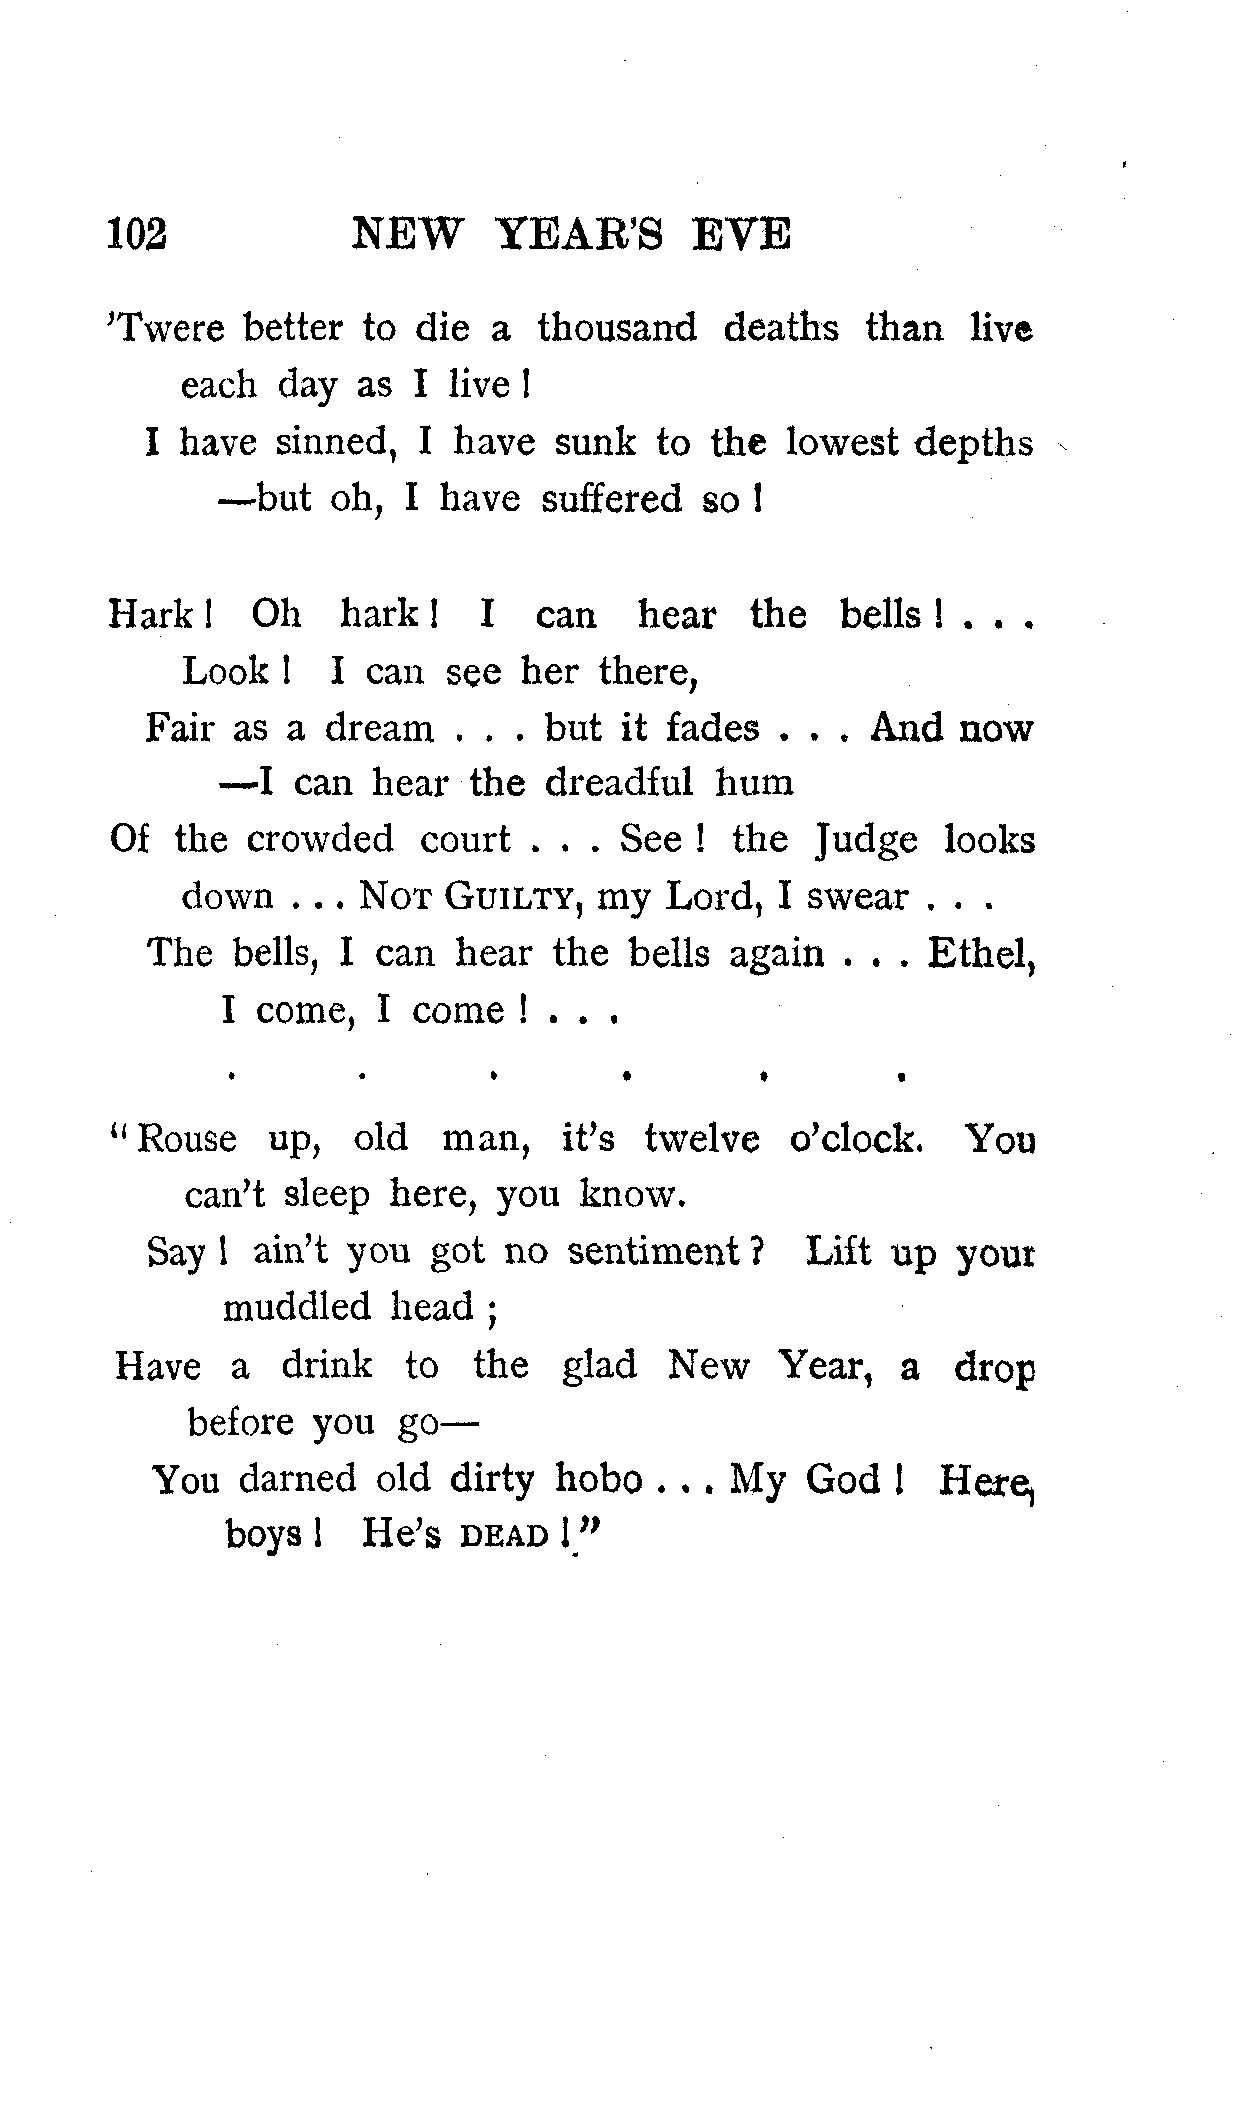 102 NEW YEAR'S EVE
'Twere better to die a thousand deaths than live
each day as I live!
I have sinned, I have sunk to the lowest depths
—but oh, I have suffered so!
Hark! Oh hark! I can hear the bells! . . .
Look! I can see her there,
Fair as a dream . . . but it fades . . . And now
—I can hear the dreadful hum
Of the crowded court . . . See! the Judge looks
down . . . NOT GUILTY, my Lord, I swear . . .
The bells, I can hear the bells again . . . Ethel,
I come, I come! . . .
. . . . . .
"Rouse up, old man, it's twelve o'clock. You
can't sleep here, you know.
Say! ain't you got no sentiment? Lift up your
muddled head;
Have a drink to the glad New Year, a drop
before you go—
You darned old dirty hobo . . . My God! Here,
boys! He's DEAD!"